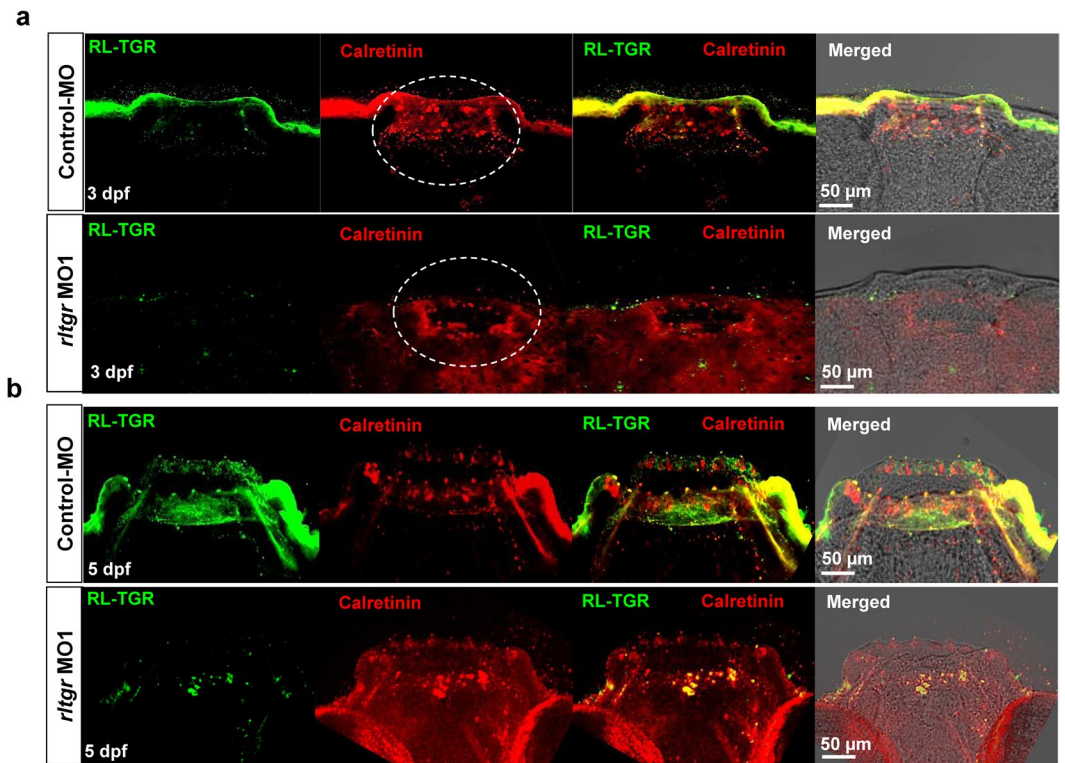 a
Control-MO
RL-TGR
Calretinin
RL-TGR Calretinin
Merged
3 dpf
50 µm
rltgr MO1
RL-TGR
Calretinin
RL-TGR Calretinin
Merged
3 dpf
50 µm
b
Control-MO
RL-TGR
Calretinin
RL-TGR Calretinin
Merged
5 dpf
50 µm
rltgr MO1
RL-TGR
Calretinin
RL-TGR Calretinin
Merged
5 dpf
50 µm